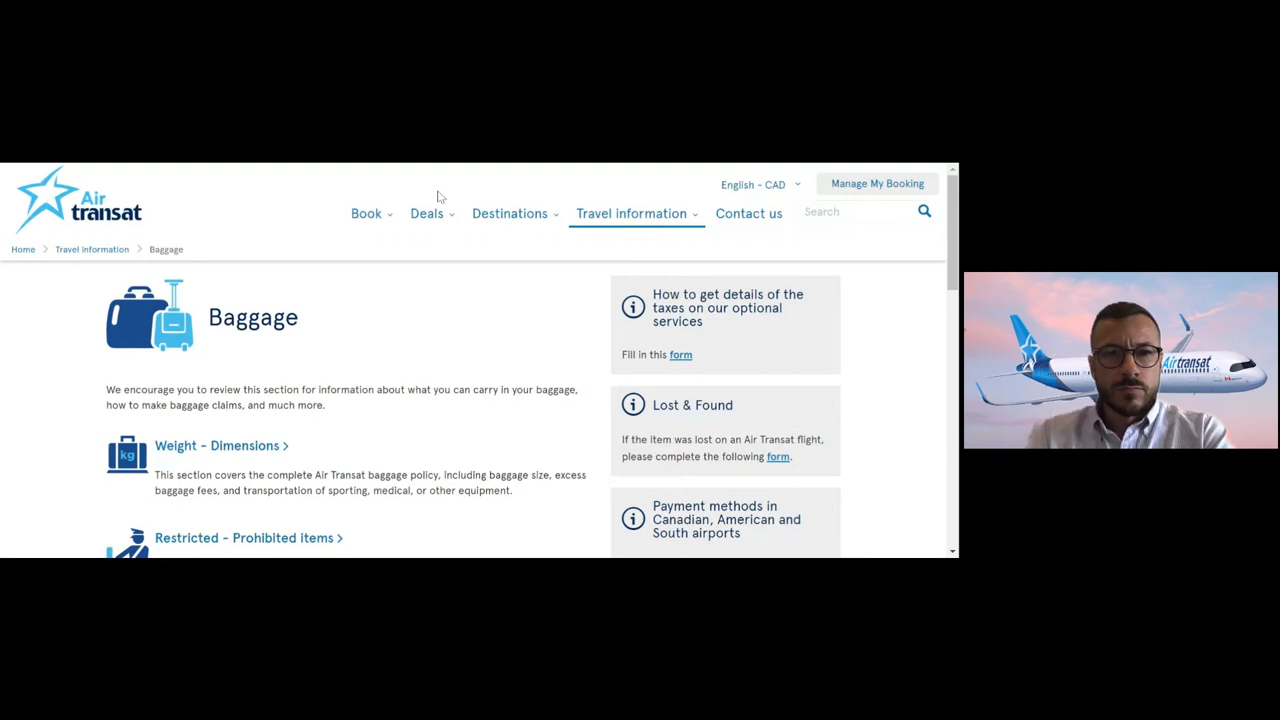 Air
transat
English - CAD
Manage My Booking
Book
Deals
Destinations
Travel information
Contact us
Search
Home
Travel Information
Baggage
Baggage
We encourage you to review this section for information about what you can carry in your baggage,
how to make baggage claims, and much more.
kg
Weight - Dimensions
This section covers the complete Air Transat baggage policy, including baggage size, excess
baggage fees, and transportation of sporting, medical, or other equipment.
Restricted - Prohibited items
How to get details of the
taxes on our optional
services
Fill in this form
Lost & Found
If the item was lost on an Air Transat flight,
please complete the following form.
Payment methods in
Canadian, American and
South airports
Airtransat